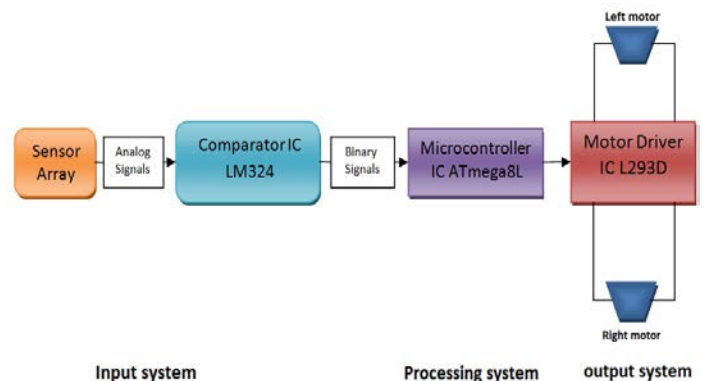 Left motor
Sensor
Array
Analog
Signals
Comparator IC
LM324
Binary
Signals
Microcontroller
IC ATmega8L
Motor Driver
IC L293D
Right motor
Input system
Processing system
output system